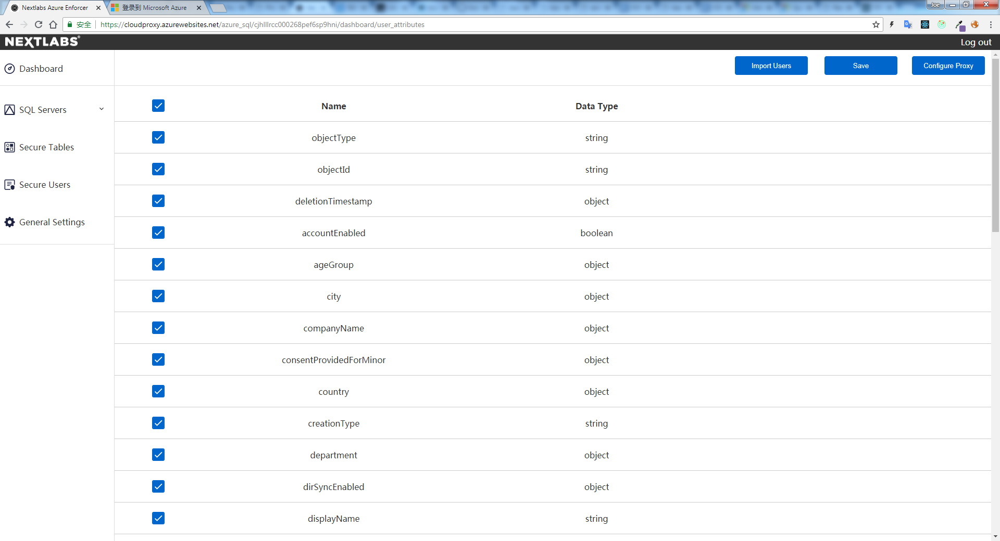 Nextlabs Azure Enforcer
登录到 Microsoft Azure
Joe
安全
https://cloudproxy.azurewebsites.net/azure_sql/cjhlllrcc000268pef6sp9hni/dashboard/user_attributes
NEXTLABS®
Log out
Dashboard
Import Users
Save
Configure Proxy
SQL Servers
Secure Tables
Secure Users
General Settings
Name Data Type
objectType string
objectId string
deletionTimestamp object
accountEnabled boolean
ageGroup object
city object
companyName object
consentProvidedForMinor object
country object
creationType string
department object
dirSyncEnabled object
displayName string